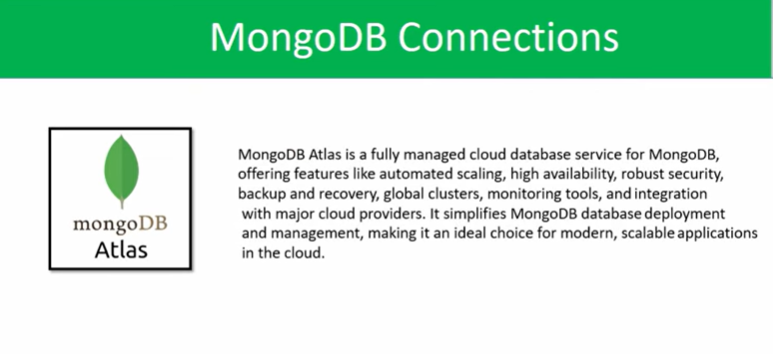 MongoDB Connections
mongoDB
Atlas
MongoDB Atlas is a fully managed cloud database service for MongoDB,
offering features like automated scaling, high availability, robust security,
backup and recovery, global clusters, monitoring tools, and integration
with major cloud providers. It simplifies MongoDB database deployment
and management, making it an ideal choice for modern, scalable applications
in the cloud.